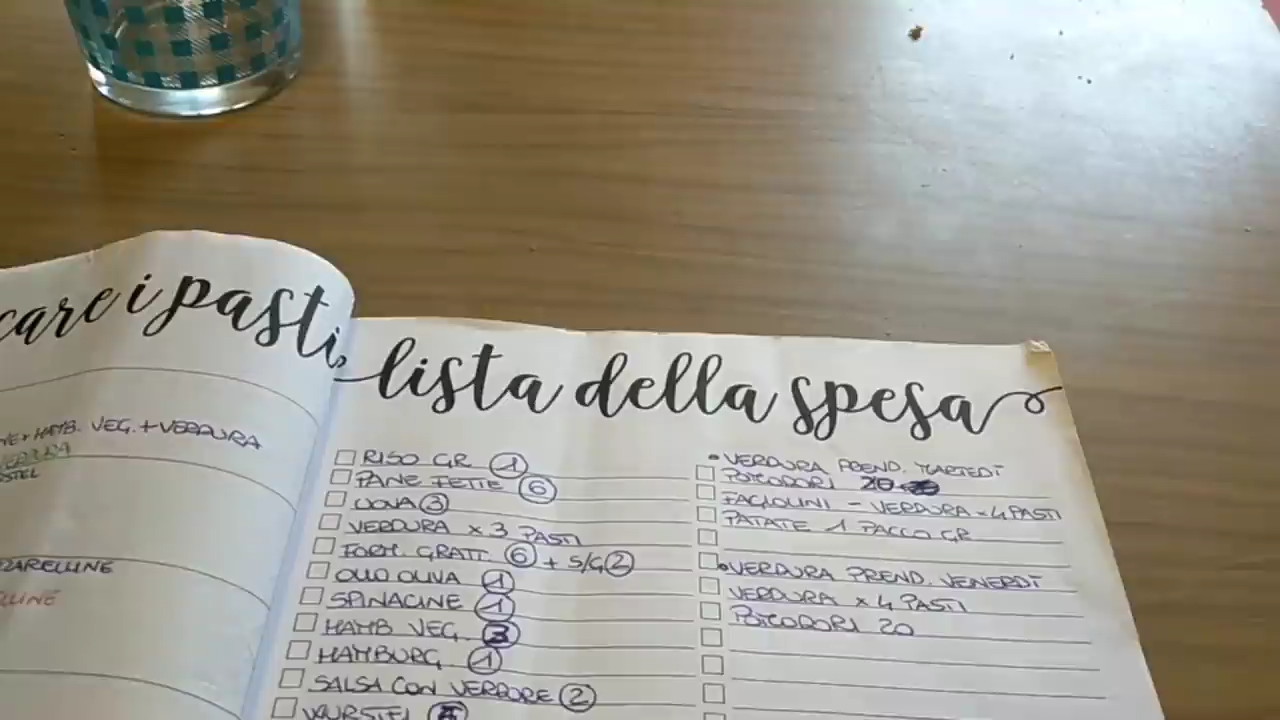 care i pasti,
VEG. + VERDURA
lista della spesa
RISO GR 1
PANE FETTE 6
UOVA 3
VERDURA x 3 PASTI
FORM. GRATT. 6 + S/G 2
OLIO OLIVA 1
SPINACINE 1
HAMB VEG. 3
HAMBURG 1
SALSA CON VERDURE 2
WURSTEL
• VERDURA PREND. MARTEDÌ
POMODORI 20
FAGIOLINI - VERDURA x 4 PASTI
PATATE 1 PACCO GR
• VERDURA PREND. VENERDÌ
VERDURA x 4 PASTI
POMODORI 20